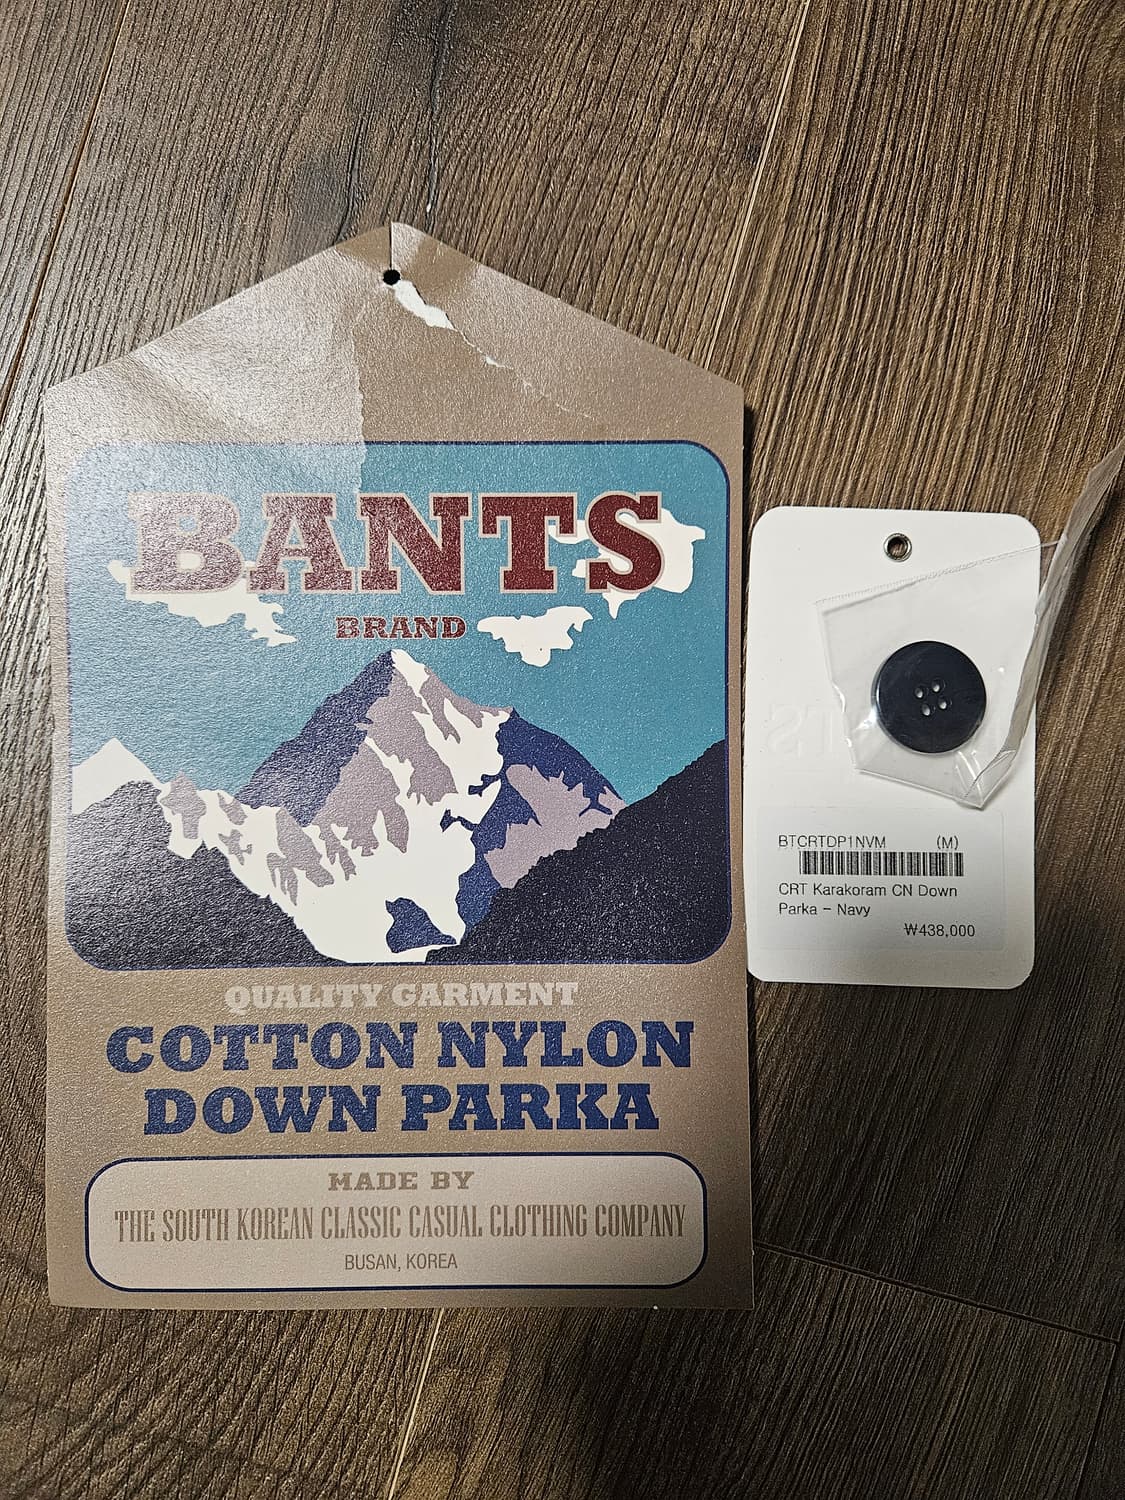 BANTS
BRAND
QUALITY GARMENT
COTTON NYLON
DOWN PARKA
MADE BY
THE SOUTH KOREAN CLASSIC CASUAL CLOTHING COMPANY
BUSAN, KOREA
BTCRTDP1NVM (M)
CRT Karakoram CN Down
Parka - Navy
₩438,000